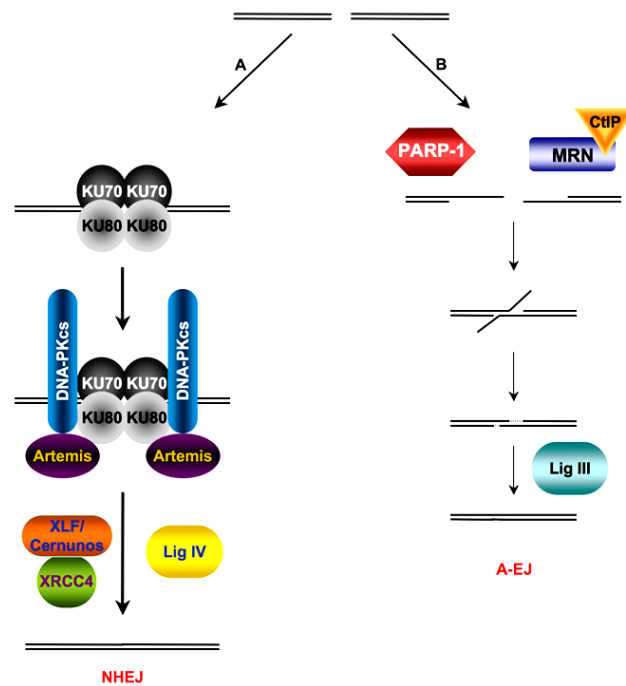 A
B
CtIP
PARP-1
MRN
KU70 KU70
KU80 KU80
DNA-PKcs
DNA-PKcs
KU70 KU70
KU80 KU80
Artemis
Artemis
Lig III
XLF/
Cernunos
Lig IV
XRCC4
A-EJ
NHEJ